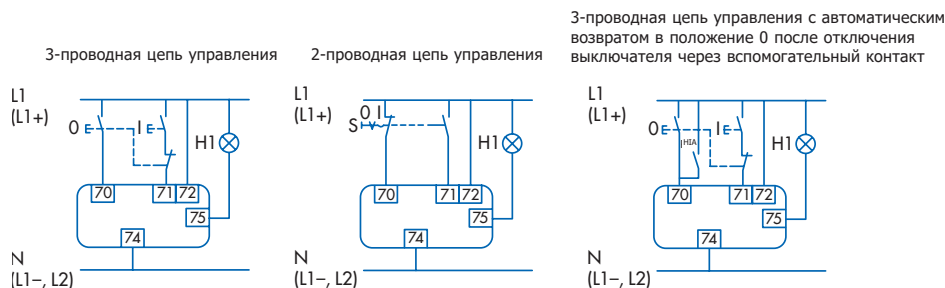 3-проводная цепь управления
2-проводная цепь управления
3-проводная цепь управления с автоматическим
возвратом в положение 0 после отключения
выключателя через вспомогательный контакт
L1
(L1+)
0
I
H1
70
71
72
75
74
N
(L1–, L2)
L1
(L1+)
0 I
S
H1
70
71
72
75
74
N
(L1–, L2)
L1
(L1+)
0
HIA
I
H1
70
71
72
75
74
N
(L1–, L2)